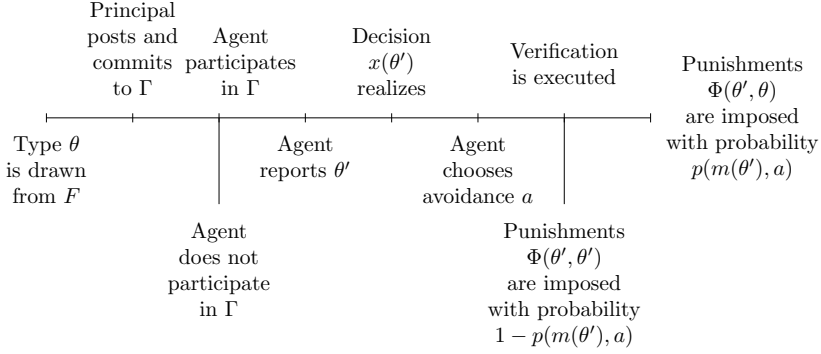 Principal
posts and
commits
to Γ
Agent
participates
in Γ
Decision
x(θ′)
realizes
Verification
is executed
Punishments
Φ(θ′, θ)
are imposed
with probability
p(m(θ′), a)
Type θ
is drawn
from F
Agent
reports θ′
Agent
chooses
avoidance a
Agent
does not
participate
in Γ
Punishments
Φ(θ′, θ′)
are imposed
with probability
1 − p(m(θ′), a)